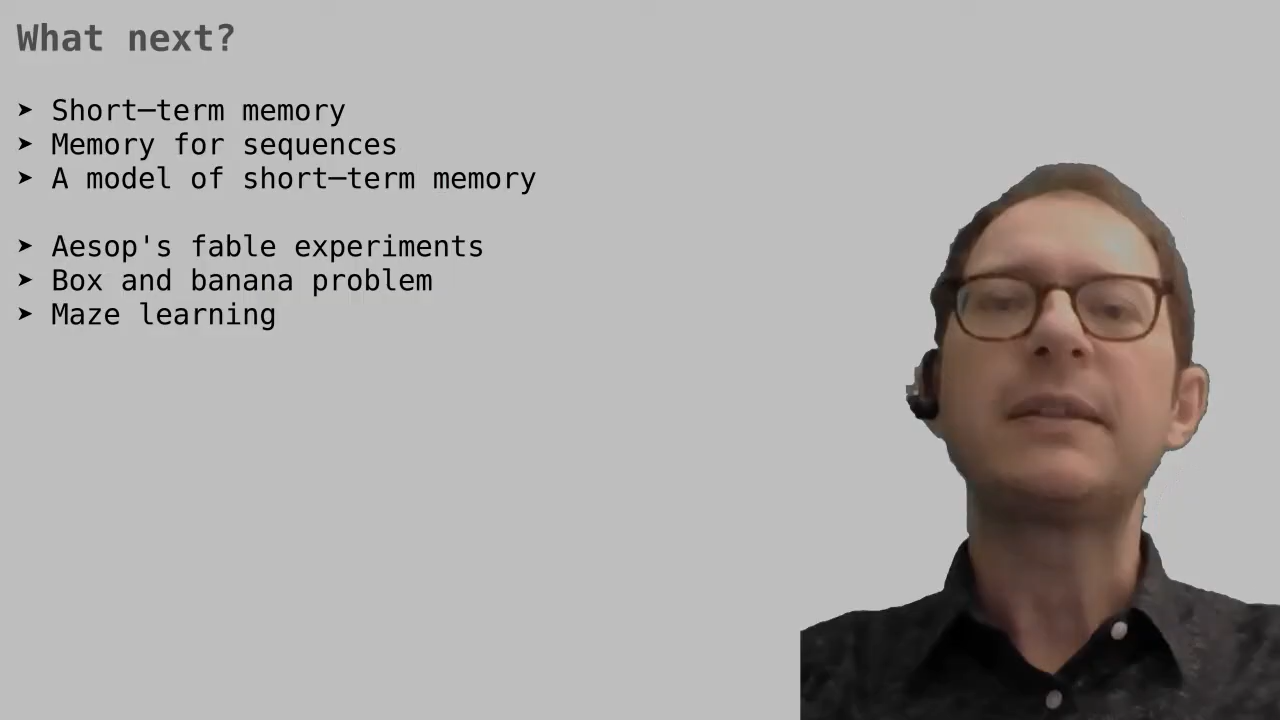 What next?
➤ Short–term memory
➤ Memory for sequences
➤ A model of short–term memory
➤ Aesop's fable experiments
➤ Box and banana problem
➤ Maze learning